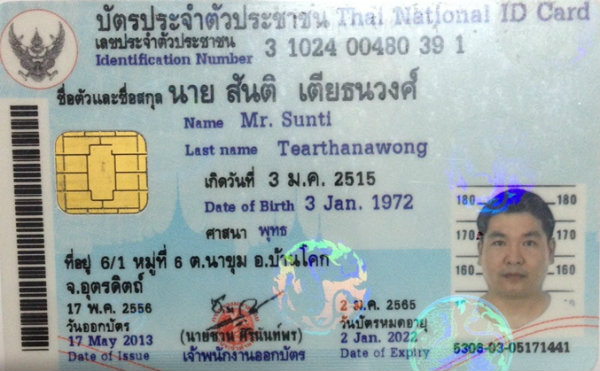 บัตรประจำตัวประชาชน Thai National ID Card
เลขประจำตัวประชาชน 3 1024 00480 39 1
Identification Number
ชื่อตัวและชื่อสกุล นาย สันติ เตียธนวงศ์
Name Mr. Sunti
Last name Tearthanawong
เกิดวันที่ 3 ม.ค. 2515
Date of Birth 3 Jan. 1972
ศาสนา พุทธ
ที่อยู่ 6/1 หมู่ที่ 6 ต.นาขุม อ.บ้านโคก
จ.อุตรดิตถ์
17 พ.ค. 2556
วันออกบัตร
17 May 2013
Date of Issue
เจ้าพนักงานออกบัตร
2 ม.ค. 2565
วันบัตรหมดอายุ
2 Jan. 2022
Date of Expiry
180 180
170 170
160 160
150
5308-03-05171441